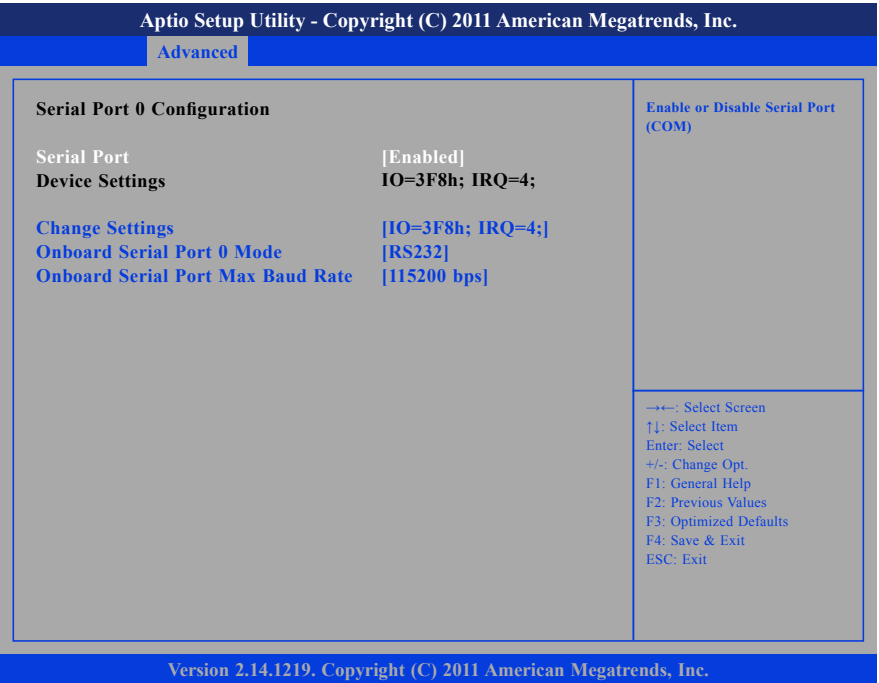 Aptio Setup Utility - Copyright (C) 2011 American Megatrends, Inc.
Advanced
Serial Port 0 Configuration
Serial Port [Enabled]
Device Settings IO=3F8h; IRQ=4;
Change Settings [IO=3F8h; IRQ=4;]
Onboard Serial Port 0 Mode [RS232]
Onboard Serial Port Max Baud Rate [115200 bps]
Enable or Disable Serial Port
(COM)
→←: Select Screen
↑↓: Select Item
Enter: Select
+/-: Change Opt.
F1: General Help
F2: Previous Values
F3: Optimized Defaults
F4: Save & Exit
ESC: Exit
Version 2.14.1219. Copyright (C) 2011 American Megatrends, Inc.